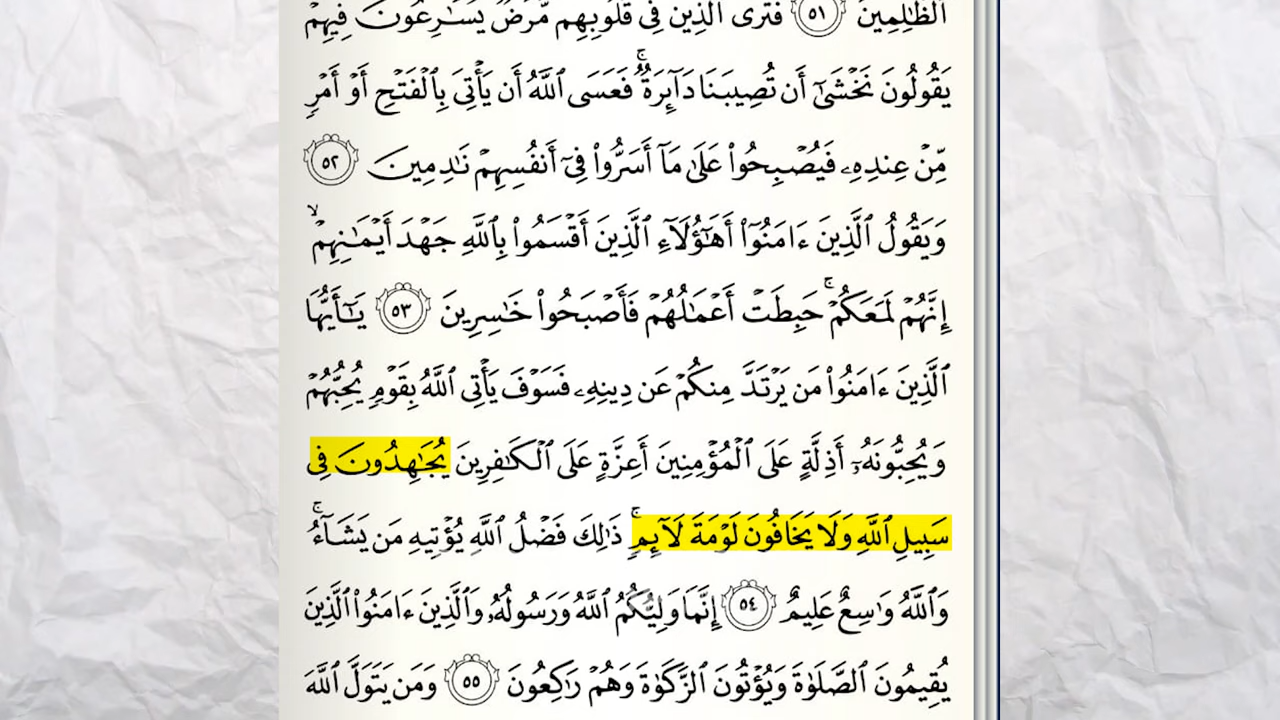 ٱلظَّٰلِمِينَ ٥١ فَتَرَى ٱلَّذِينَ فِى قُلُوبِهِم مَّرَضٌ يُسَٰرِعُونَ فِيهِمْ
يَقُولُونَ نَخْشَىٰٓ أَن تُصِيبَنَا دَآئِرَةٌ ۚ فَعَسَى ٱللَّهُ أَن يَأْتِىَ بِٱلْفَتْحِ أَوْ أَمْرٍ
مِّنْ عِندِهِۦ فَيُصْبِحُوا۟ عَلَىٰ مَآ أَسَرُّوا۟ فِىٓ أَنفُسِهِمْ نَٰدِمِينَ ٥٢
وَيَقُولُ ٱلَّذِينَ ءَامَنُوٓا۟ أَهَٰٓؤُلَآءِ ٱلَّذِينَ أَقْسَمُوا۟ بِٱللَّهِ جَهْدَ أَيْمَٰنِهِمْ ۙ
إِنَّهُمْ لَمَعَكُمْ ۚ حَبِطَتْ أَعْمَٰلُهُمْ فَأَصْبَحُوا۟ خَٰسِرِينَ ٥٣ يَٰٓأَيُّهَا
ٱلَّذِينَ ءَامَنُوا۟ مَن يَرْتَدَّ مِنكُمْ عَن دِينِهِۦ فَسَوْفَ يَأْتِى ٱللَّهُ بِقَوْمٍ يُحِبُّهُمْ
وَيُحِبُّونَهُۥٓ أَذِلَّةٍ عَلَى ٱلْمُؤْمِنِينَ أَعِزَّةٍ عَلَى ٱلْكَٰفِرِينَ يُجَٰهِدُونَ فِى
سَبِيلِ ٱللَّهِ وَلَا يَخَافُونَ لَوْمَةَ لَآئِمٍ ۚ ذَٰلِكَ فَضْلُ ٱللَّهِ يُؤْتِيهِ مَن يَشَآءُ ۚ
وَٱللَّهُ وَٰسِعٌ عَلِيمٌ ٥٤ إِنَّمَا وَلِيُّكُمُ ٱللَّهُ وَرَسُولُهُۥ وَٱلَّذِينَ ءَامَنُوا۟ ٱلَّذِينَ
يُقِيمُونَ ٱلصَّلَوٰةَ وَيُؤْتُونَ ٱلزَّكَوٰةَ وَهُمْ رَٰكِعُونَ ٥٥ وَمَن يَتَوَلَّ ٱللَّهَ